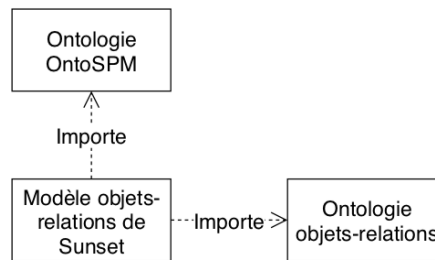 Ontologie
OntoSPM
Importe
Modèle objets-
relations de
Sunset
Importe
Ontologie
objets-relations